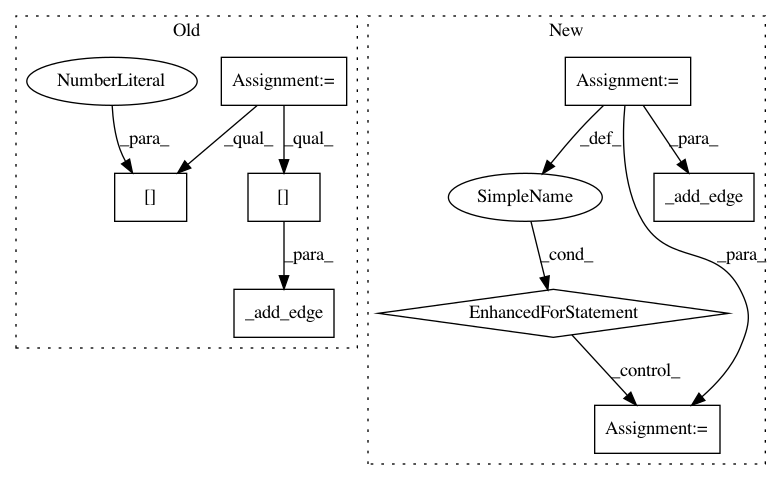 Old
New
NumberLiteral
Assignment:=
Assignment:=
_para_
_qual_
_qual_
_def_
_para_
[]
[]
SimpleName
_add_edge
_para_
_cond_
_para_
_add_edge
EnhancedForStatement
_control_
Assignment:=